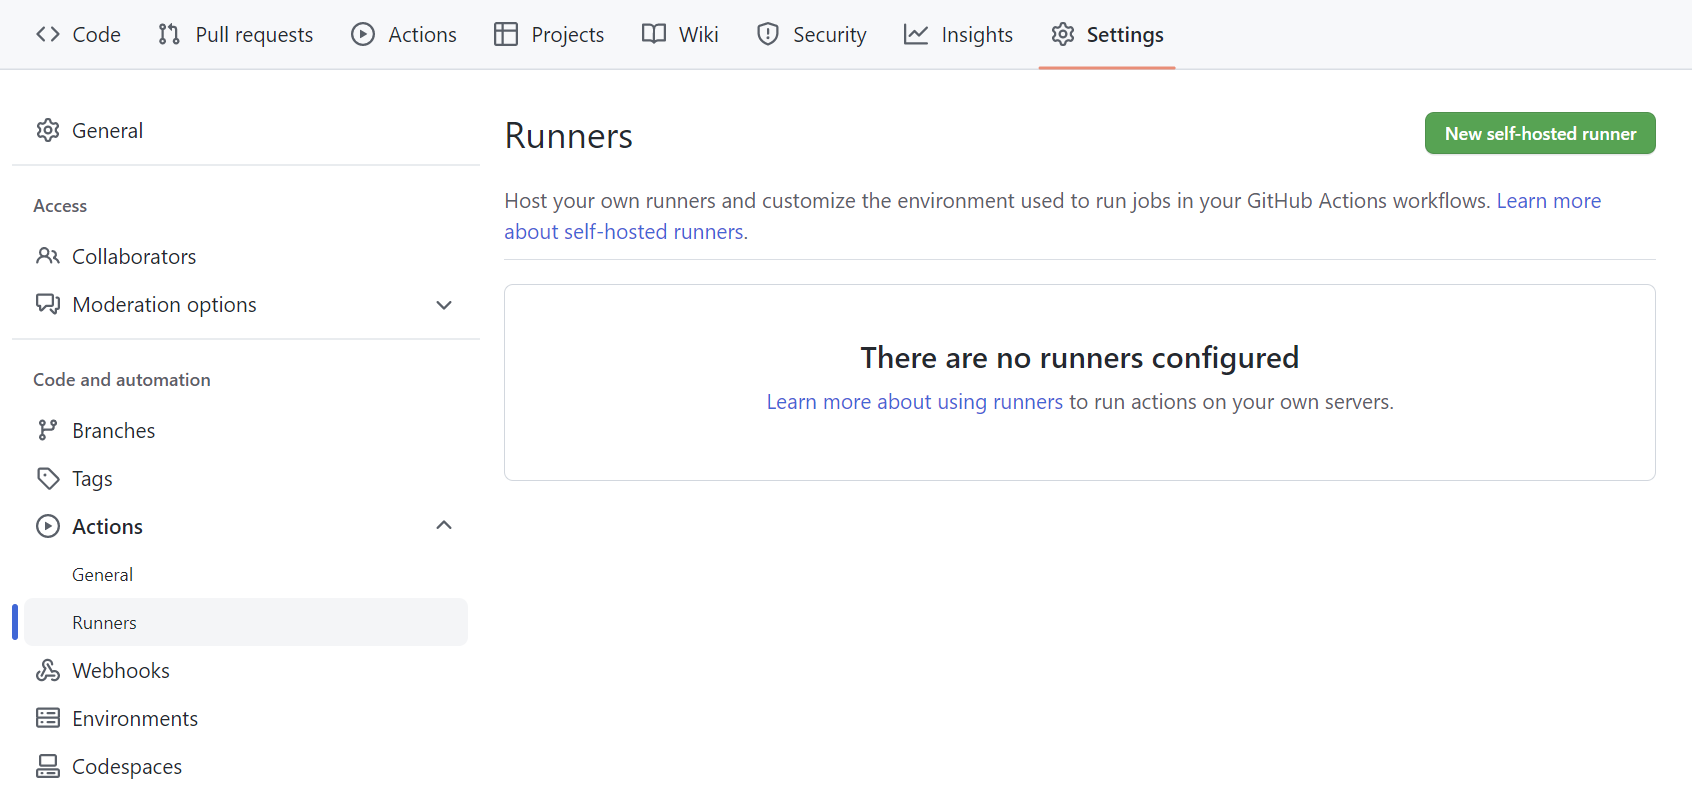 Code Pull requests Actions Projects Wiki Security Insights Settings
General
Access
Collaborators
Moderation options
Code and automation
Branches
Tags
Actions
General
Runners
Webhooks
Environments
Codespaces
Runners
New self-hosted runner
Host your own runners and customize the environment used to run jobs in your GitHub Actions workflows. Learn more
about self-hosted runners.
There are no runners configured
Learn more about using runners to run actions on your own servers.